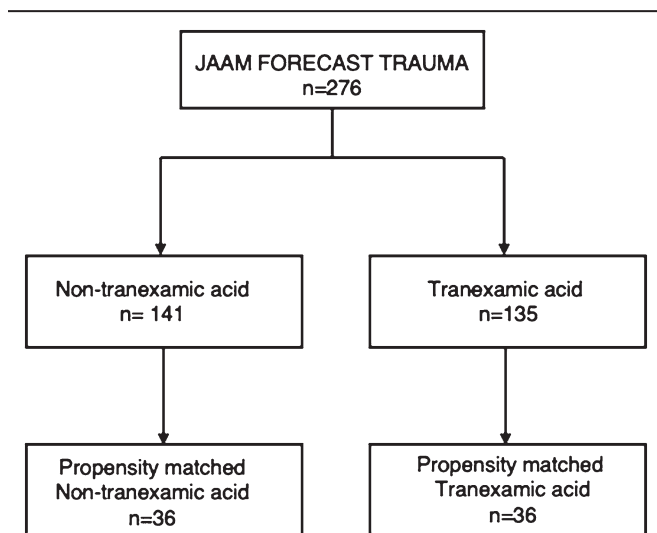 JAAM FORECAST TRAUMA
n=276
Non-tranexamic acid
n= 141
Tranexamic acid
n=135
Propensity matched
Non-tranexamic acid
n=36
Propensity matched
Tranexamic acid
n=36